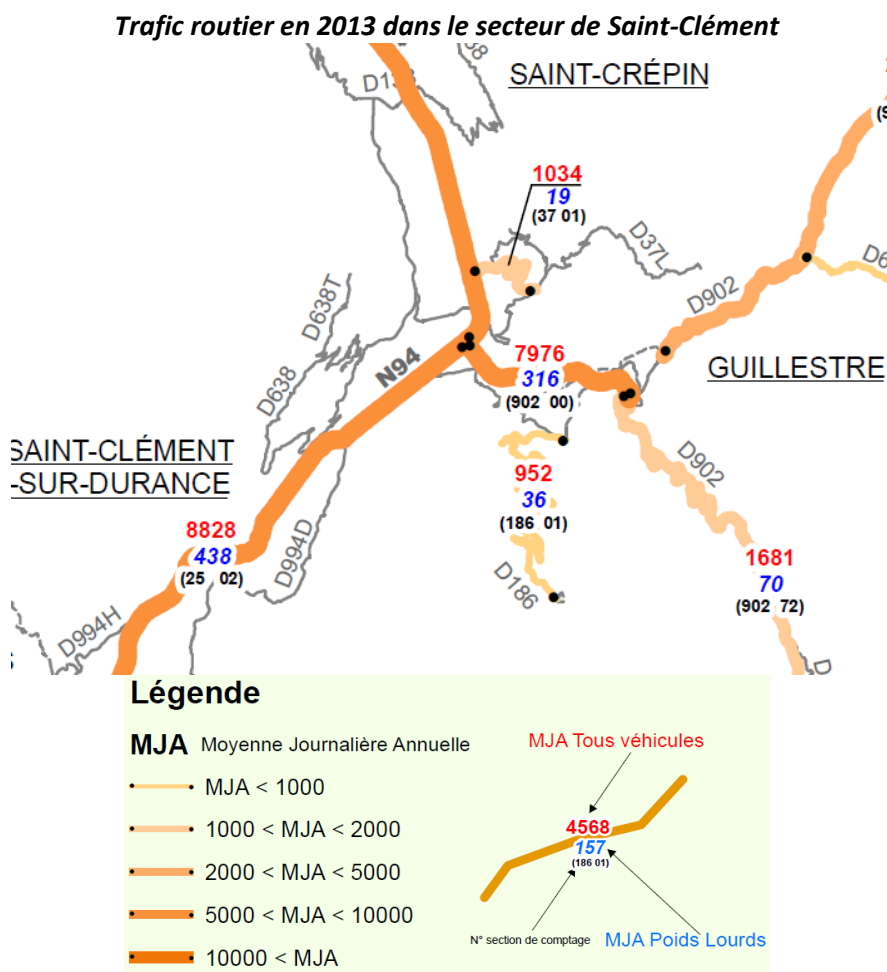 Trafic routier en 2013 dans le secteur de Saint-Clément
SAINT-CRÉPIN
1034
19
(37 01)
D37L
D902
D638T
D638
N94
7976
316
(902 00)
GUILLESTRE
SAINT-CLÉMENT
-SUR-DURANCE
952
36
(186 01)
D902
8828
438
(25 02)
D994D
D186
1681
70
(902 72)
D994H
Légende
MJA Moyenne Journalière Annuelle
MJA < 1000
1000 < MJA < 2000
2000 < MJA < 5000
5000 < MJA < 10000
10000 < MJA
MJA Tous véhicules
4568
157
(186 01)
N° section de comptage
MJA Poids Lourds